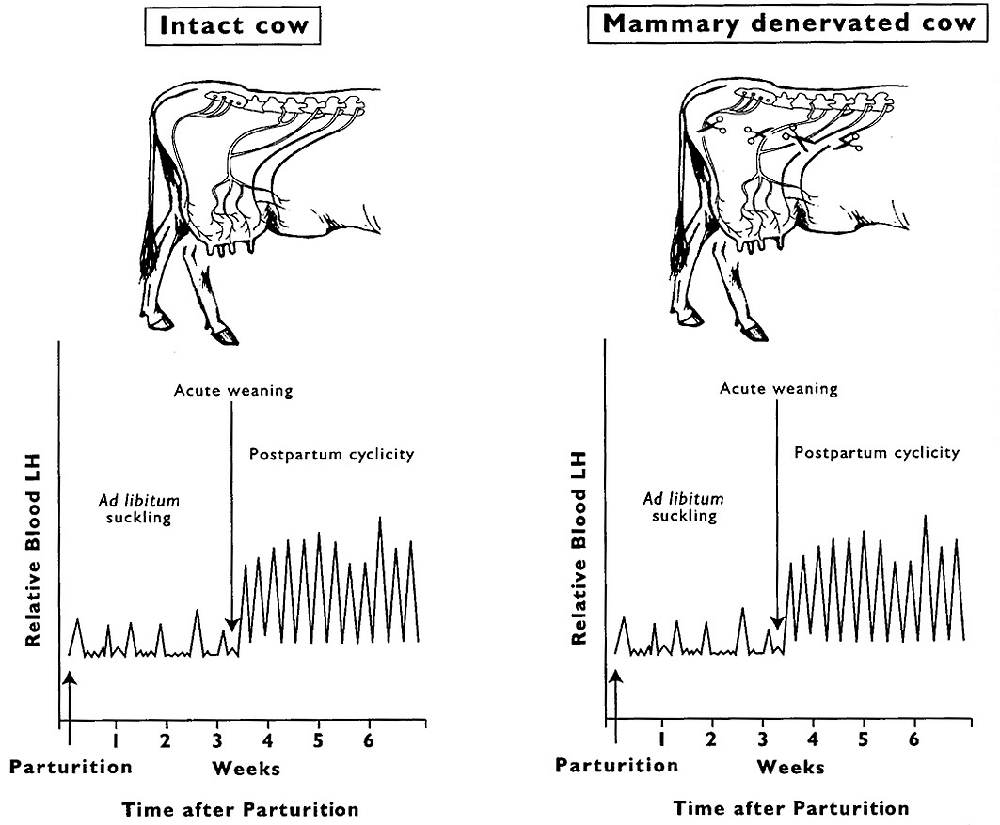 Intact cow
Acute weaning
Postpartum cyclicity
Ad libitum
suckling
Relative Blood LH
1 2 3 4 5 6
Parturition
Weeks
Time after Parturition
Mammary denervated cow
Acute weaning
Postpartum cyclicity
Ad libitum
suckling
Relative Blood LH
1 2 3 4 5 6
Parturition
Weeks
Time after Parturition